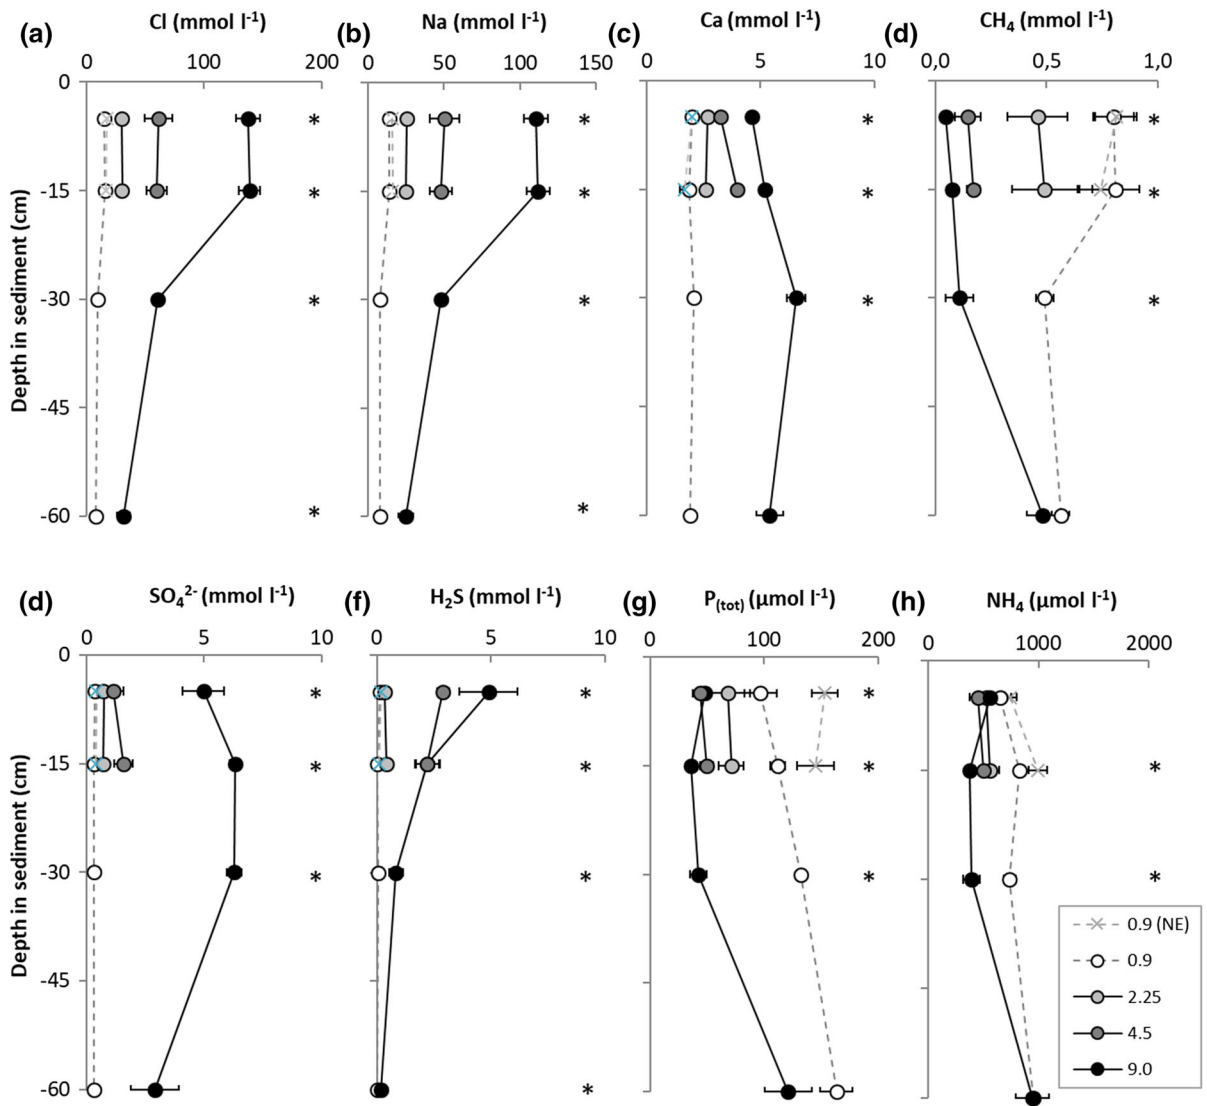 (a) Cl (mmol l-1)
(b) Na (mmol l-1)
(c) Ca (mmol l-1)
(d) CH4 (mmol l-1)
0 100 200
0 50 100 150
0 5 10
0,0 0,5 1,0
Depth in sediment (cm)
0
-15
-30
-45
-60
* * * *
* * * *
* * * *
* *
(d) SO4 2- (mmol l-1)
(f) H2S (mmol l-1)
(g) P(tot) (µmol l-1)
(h) NH4 (µmol l-1)
0 5 10
0 5 10
0 100 200
0 1000 2000
Depth in sediment (cm)
0
-15
-30
-45
-60
* * *
* * * *
* * * *
*
0.9 (NE)
0.9
2.25
4.5
9.0